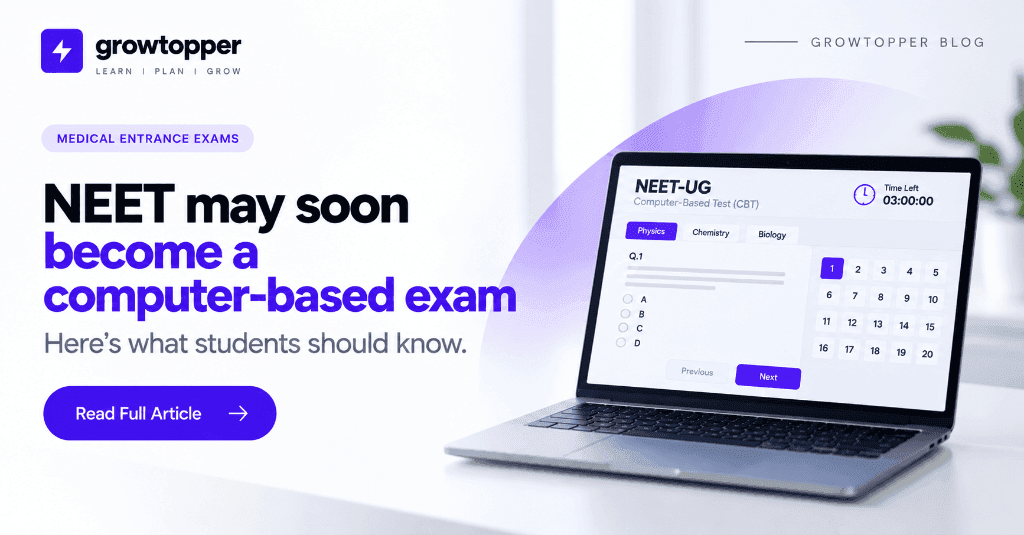 growtopper
LEARN | PLAN | GROW
GROWTOPPER BLOG
MEDICAL ENTRANCE EXAMS
NEET may soon
become a
computer-based exam
Here's what students should know.
Read Full Article
NEET-UG
Computer-Based Test (CBT)
Time Left
03:00:00
Physics Chemistry Biology
Q.1
A
B
C
D
1 2 3 4 5
6 7 8 9 10
11 12 13 14 15
16 17 18 19 20
Previous Next